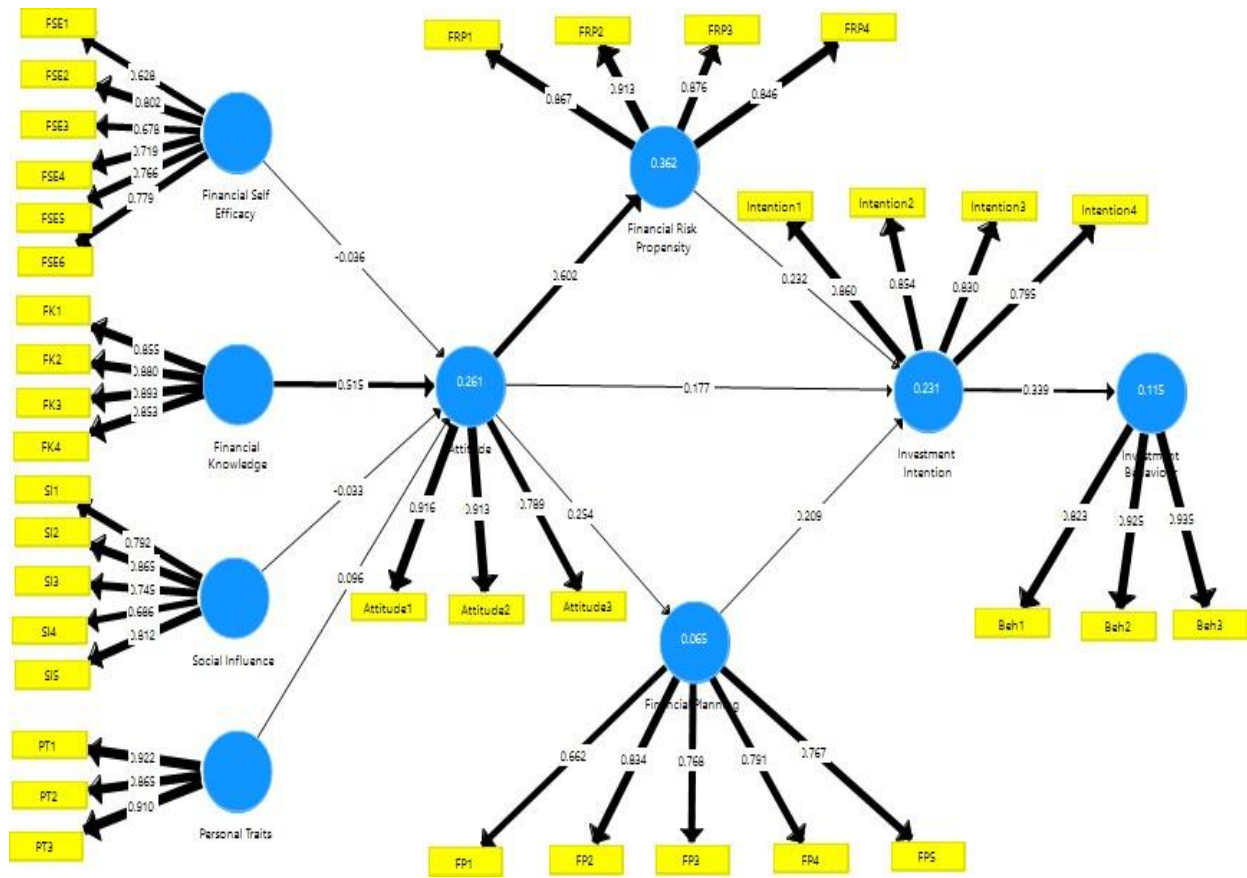 FSE1
FSE2
FSE3
FSE4
FSE5
FSE6
0.628
0.802
0.678
0.719
0.766
0.779
Financial Self
Efficacy
-0.036
FK1
FK2
FK3
FK4
0.855
0.880
0.893
0.853
Financial
Knowledge
0.515
SI1
SI2
SI3
SI4
SI5
0.792
0.865
0.745
0.686
0.812
Social Influence
-0.033
PT1
PT2
PT3
0.922
0.865
0.910
Personal Traits
0.096
0.261
Attitude
0.916
0.913
0.789
Attitude1
Attitude2
Attitude3
0.602
0.177
0.254
FRP1
FRP2
FRP3
FRP4
0.867
0.913
0.876
0.846
0.362
Financial Risk
Propensity
0.232
0.065
Financial Planning
0.209
0.662
0.834
0.768
0.791
0.767
FP1
FP2
FP3
FP4
FP5
Intention1
Intention2
Intention3
Intention4
0.860
0.854
0.830
0.795
0.231
Investment
Intention
0.339
0.115
Investment
Behaviour
0.823
0.925
0.935
Beh1
Beh2
Beh3